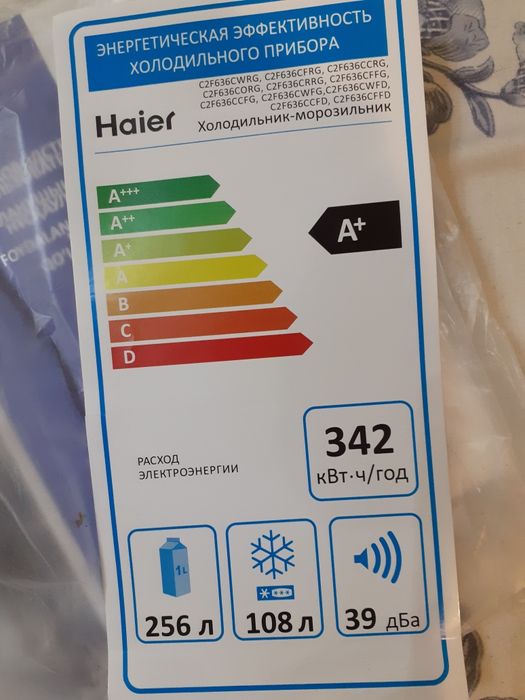 ЭНЕРГЕТИЧЕСКАЯ ЭФФЕКТИВНОСТЬ
ХОЛОДИЛЬНОГО ПРИБОРА
C2F636CWRG, C2F636CFRG, C2F636CCRG,
C2F636CORG, C2F636CRRG, C2F636CFFG,
C2F636CCFG, C2F636CWFG,C2F636CWFD,
C2F636CCFD, C2F636CFFD
Haier
Холодильник-морозильник
A+++
A++
A+
A
B
C
D
A+
РАСХОД
ЭЛЕКТРОЭНЕРГИИ
342
кВт·ч/год
1L
256 л
108 л
39 дБа